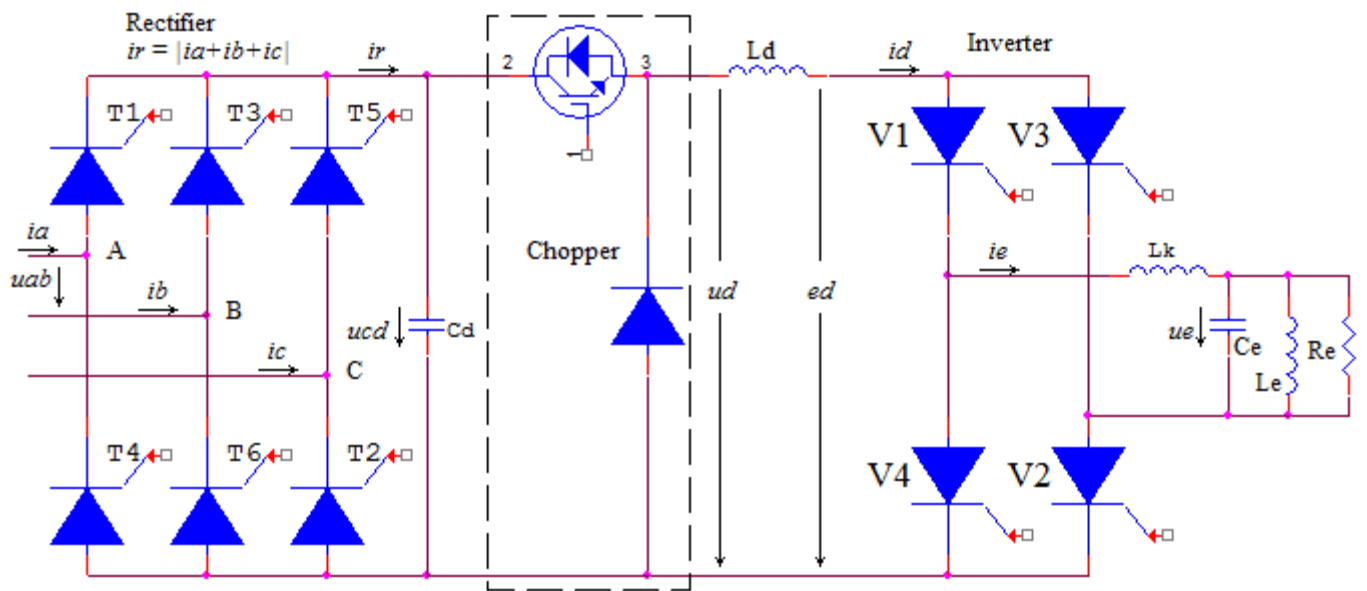 Rectifier
ir = |ia+ib+ic|
ir
2
3
Ld
id
Inverter
T1
T3
T5
V1
V3
1
ia
A
uab
ib
B
ic
C
ucd
Cd
Chopper
ud
ed
ie
Lk
ue
Ce
Le
Re
T4
T6
T2
V4
V2